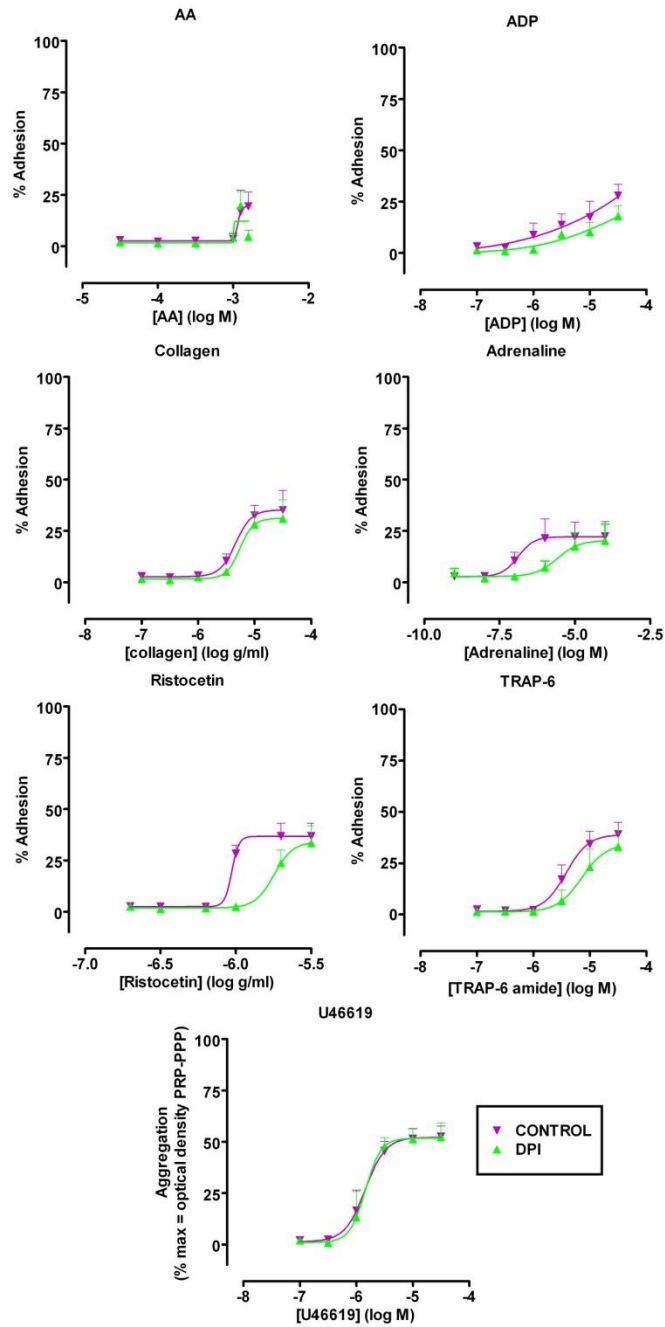 AA
100
75
50
25
0
% Adhesion
-5
-4
-3
-2
[AA] (log M)
ADP
100
75
50
25
0
% Adhesion
-8
-7
-6
-5
-4
[ADP] (log M)
Collagen
100
75
50
25
0
% Adhesion
-8
-7
-6
-5
-4
[collagen] (log g/ml)
Adrenaline
100
75
50
25
0
% Adhesion
-10.0
-7.5
-5.0
-2.5
[Adrenaline] (log M)
Ristocetin
100
75
50
25
0
% Adhesion
-7.0
-6.5
-6.0
-5.5
[Ristocetin] (log g/ml)
TRAP-6
100
75
50
25
0
% Adhesion
-8
-7
-6
-5
-4
[TRAP-6 amide] (log M)
U46619
100
75
50
25
0
Aggregation
(% max = optical density PRP-PPP)
-8
-7
-6
-5
-4
[U46619] (log M)
CONTROL
DPI